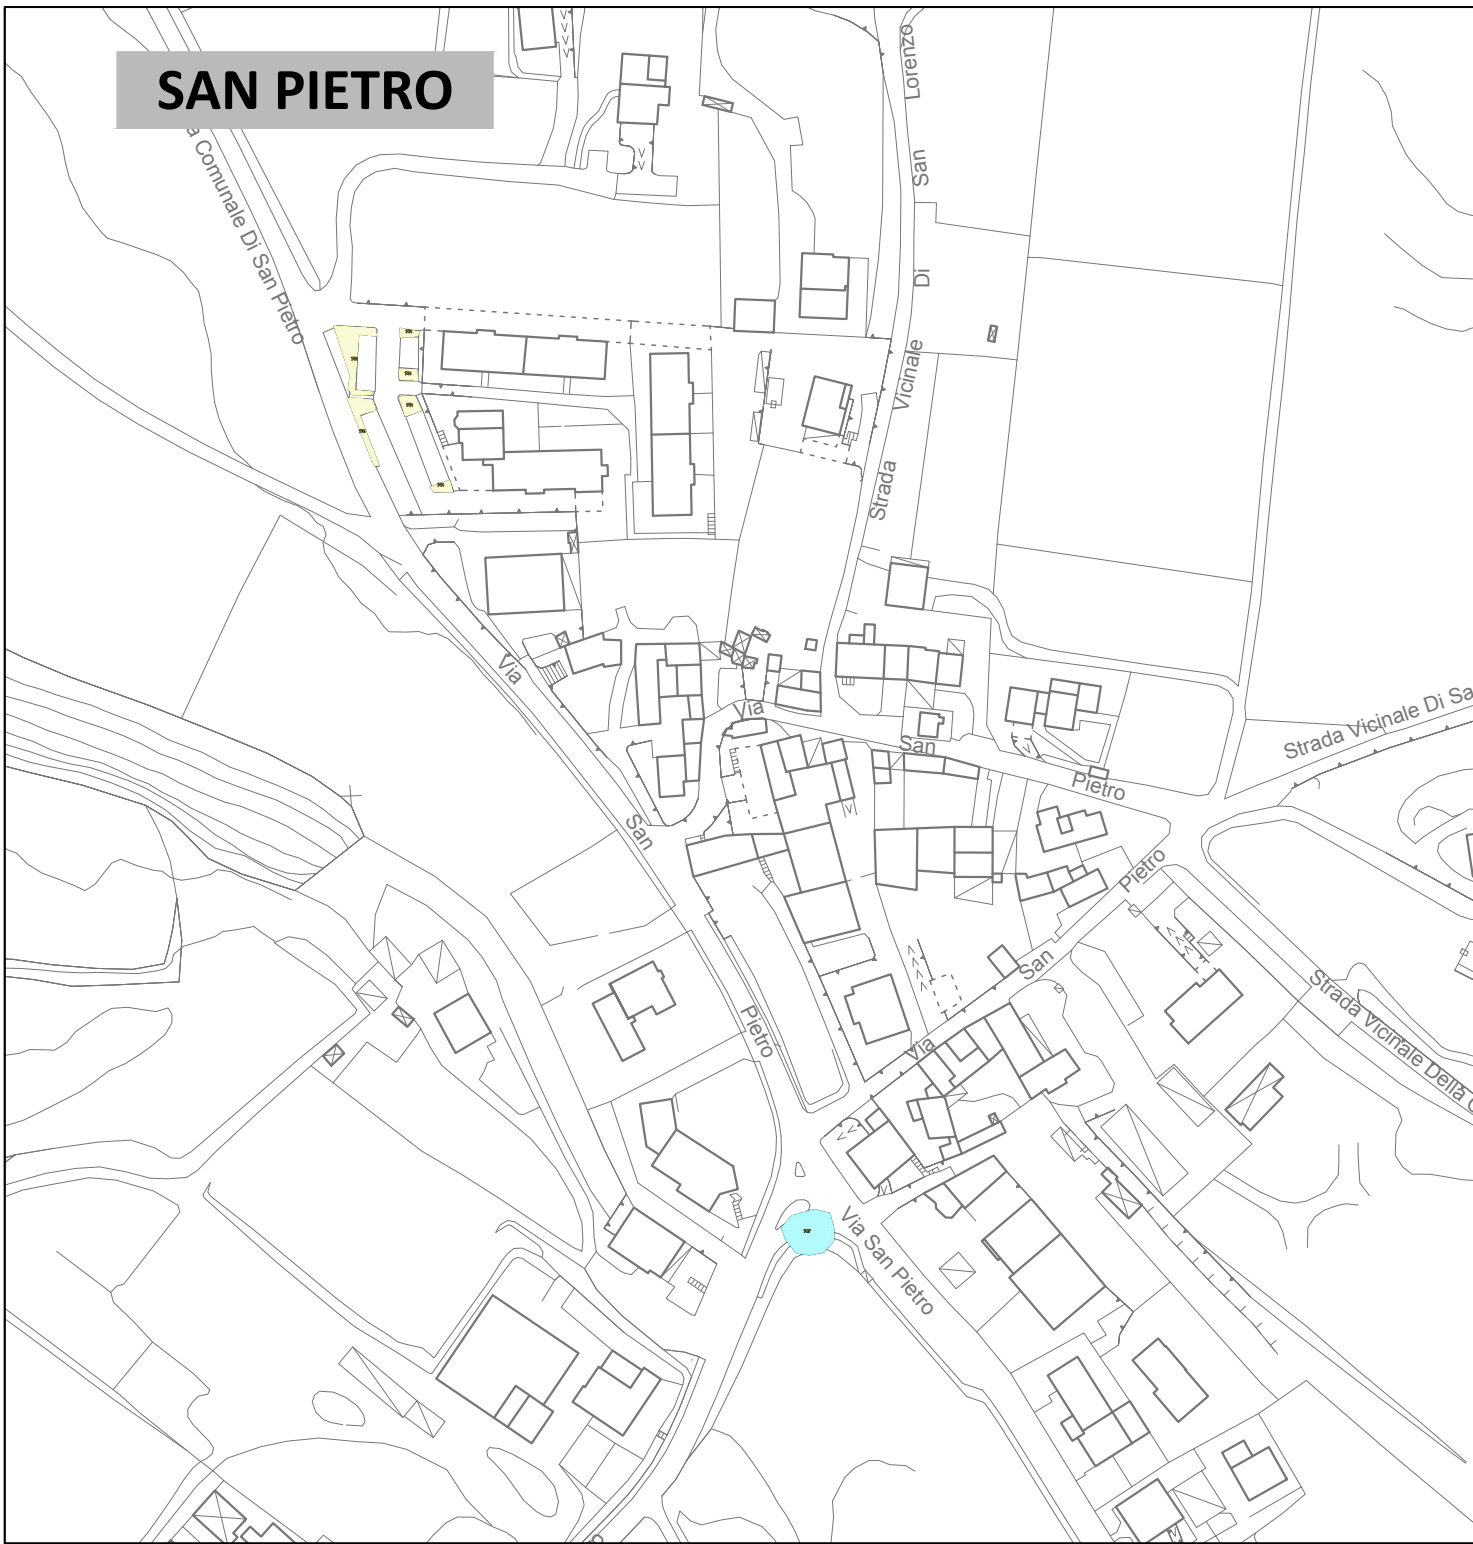 SAN PIETRO
a Comunale Di San Pietro
Lorenzo
San
Di
Vicinale
Strada
Via
San
Pietro
Via
San
Pietro
Strada Vicinale Di Sa
Pietro
San
Via
Strada Vicinale Della
Via San Pietro